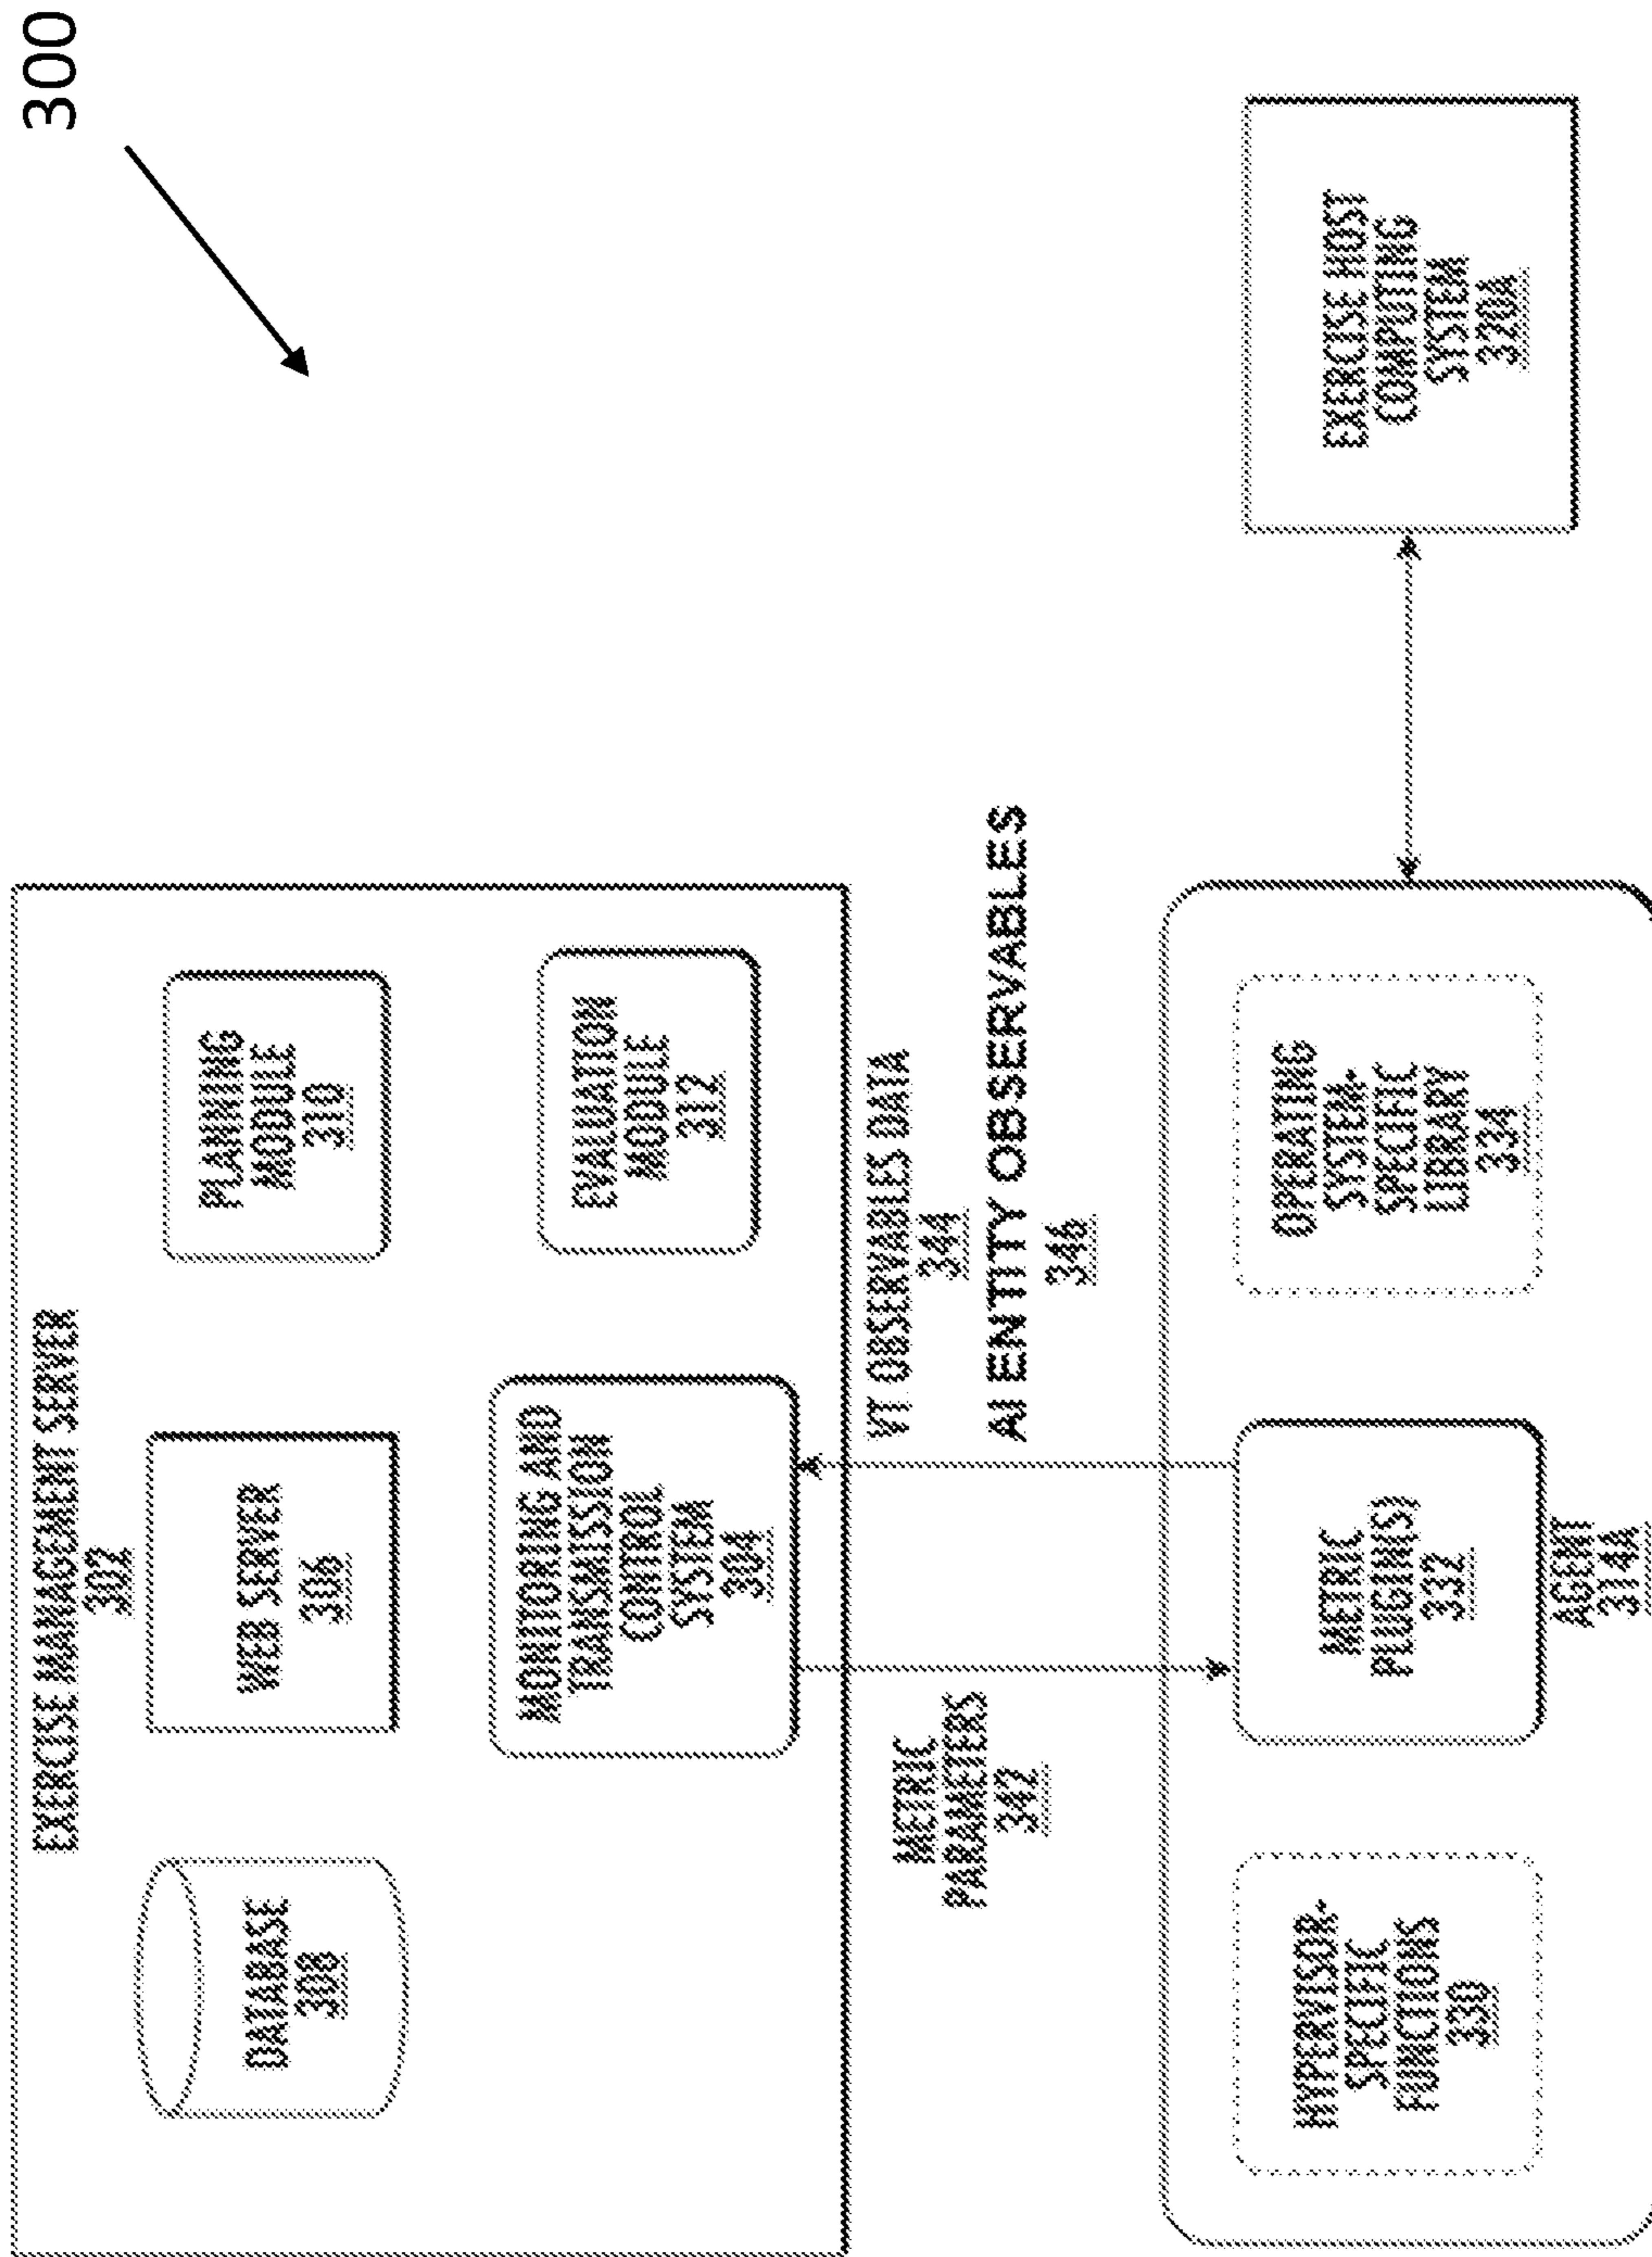 300
EXERCISE MANAGEMENT SERVER
302
DATABASE
308
WEB SERVER
306
PLANNING
MODULE
310
MONITORING AND
TRANSMISSION
CONTROL
SYSTEM
304
EVALUATION
MODULE
312
METRIC
PARAMETERS
342
VT OBSERVABLES DATA
344
AI ENTITY OBSERVABLES
346
HYPERVISOR-
SPECIFIC
FUNCTIONS
330
METRIC
PLUGIN(S)
332
OPERATING
SYSTEM-
SPECIFIC
LIBRARY
334
AGENT
314A
EXERCISE HOST
COMPUTING
SYSTEM
320A